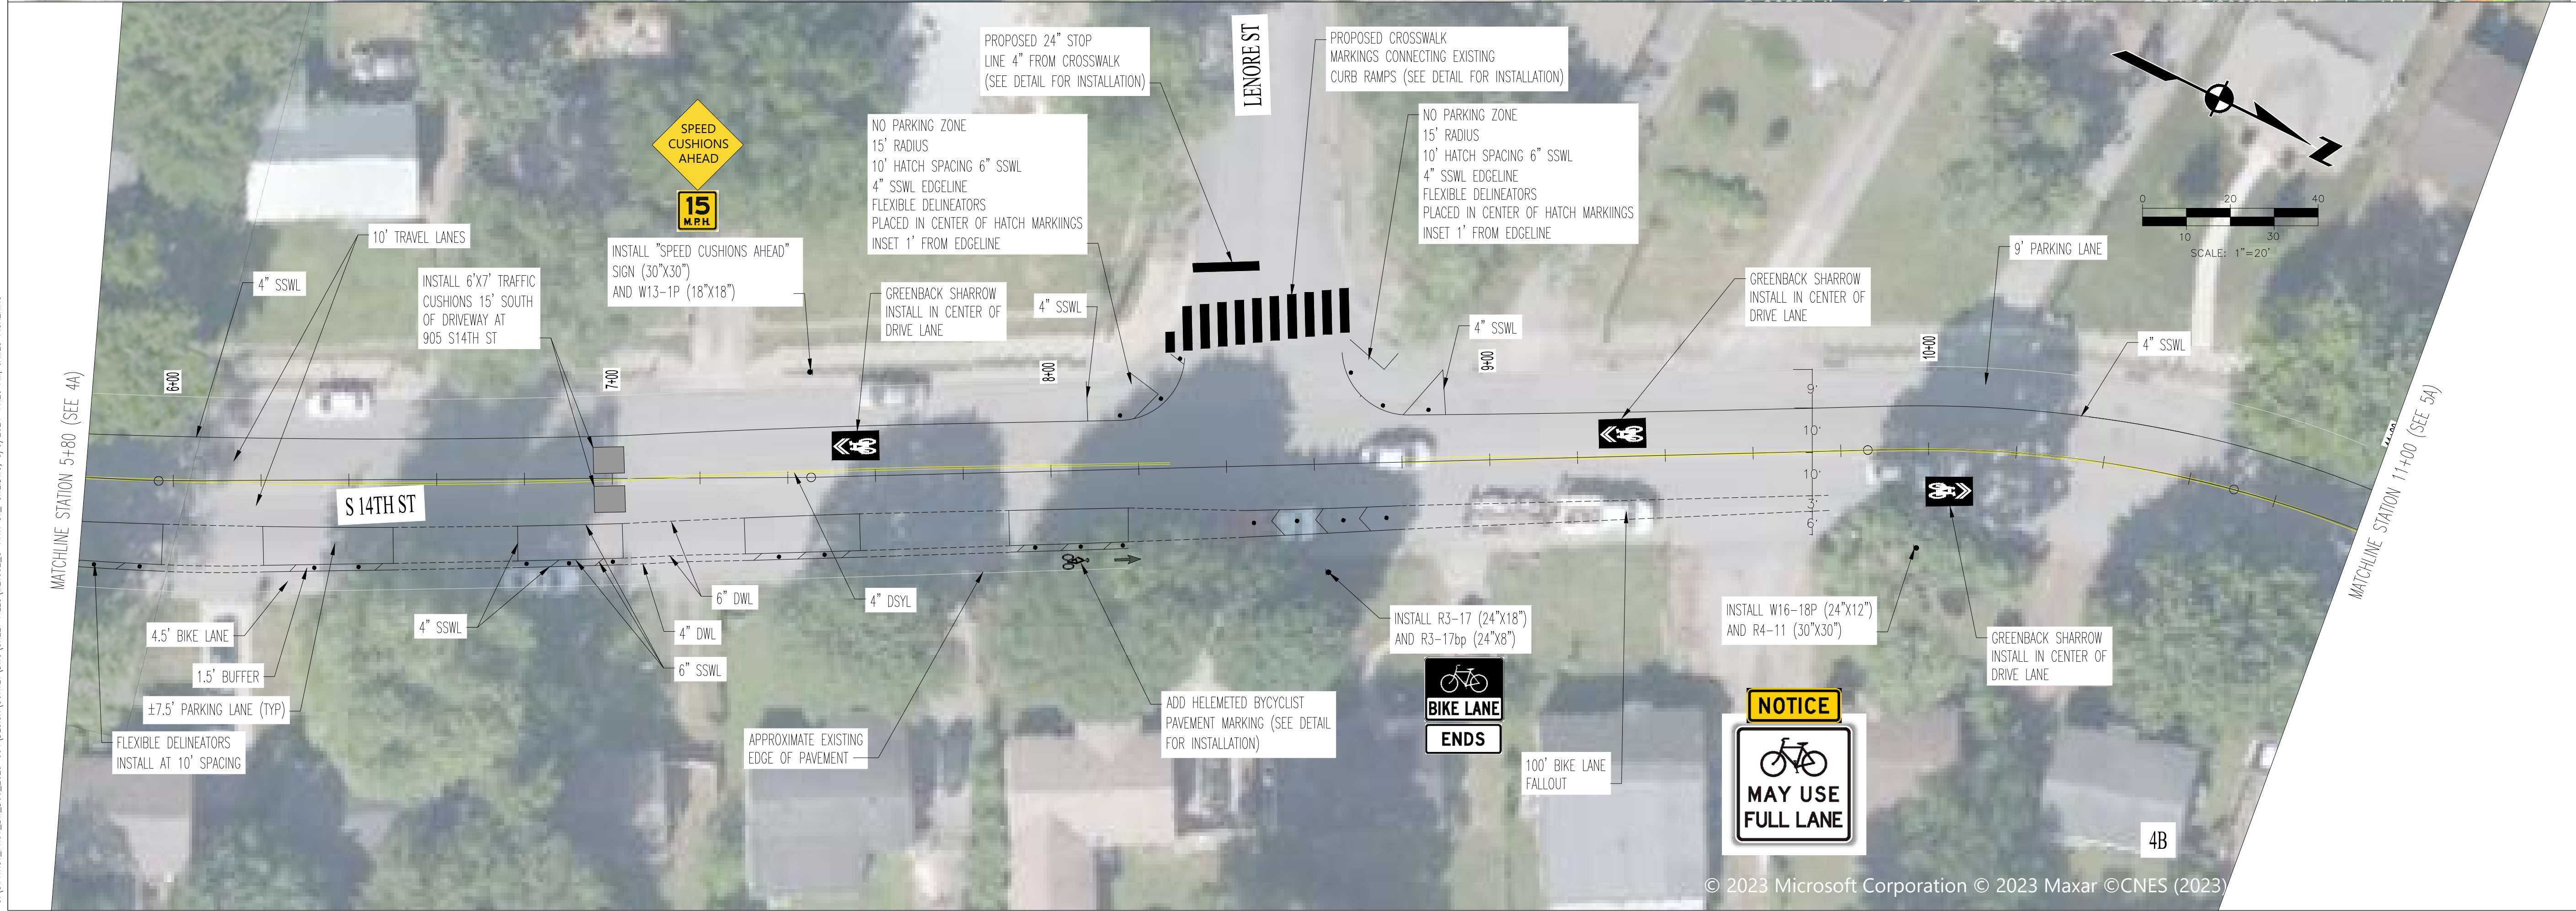 PROPOSED 24" STOP
LINE 4" FROM CROSSWALK
(SEE DETAIL FOR INSTALLATION)
LENORE ST
PROPOSED CROSSWALK
MARKINGS CONNECTING EXISTING
CURB RAMPS (SEE DETAIL FOR INSTALLATION)
SPEED
CUSHIONS
AHEAD
15
M.P.H.
INSTALL "SPEED CUSHIONS AHEAD"
SIGN (30"X30")
AND W13-1P (18"X18")
NO PARKING ZONE
15' RADIUS
10' HATCH SPACING 6" SSWL
4" SSWL EDGELINE
FLEXIBLE DELINEATORS
PLACED IN CENTER OF HATCH MARKIINGS
INSET 1' FROM EDGELINE
NO PARKING ZONE
15' RADIUS
10' HATCH SPACING 6" SSWL
4" SSWL EDGELINE
FLEXIBLE DELINEATORS
PLACED IN CENTER OF HATCH MARKIINGS
INSET 1' FROM EDGELINE
Z
0 20 40
10 30
SCALE: 1"=20'
10' TRAVEL LANES
4" SSWL
INSTALL 6'X7' TRAFFIC
CUSHIONS 15' SOUTH
OF DRIVEWAY AT
905 S14TH ST
GREENBACK SHARROW
INSTALL IN CENTER OF
DRIVE LANE
4" SSWL
4" SSWL
GREENBACK SHARROW
INSTALL IN CENTER OF
DRIVE LANE
9' PARKING LANE
4" SSWL
6+00
7+00
8+00
9+00
10+00
11+00
MATCHLINE STATION 5+80 (SEE 4A)
MATCHLINE STATION 11+00 (SEE 5A)
S 14TH ST
9'
10'
10'
3'
6'
4.5' BIKE LANE
1.5' BUFFER
±7.5' PARKING LANE (TYP)
FLEXIBLE DELINEATORS
INSTALL AT 10' SPACING
4" SSWL
6" DWL
4" DWL
6" SSWL
4" DSYL
APPROXIMATE EXISTING
EDGE OF PAVEMENT
ADD HELEMETED BYCYCLIST
PAVEMENT MARKING (SEE DETAIL
FOR INSTALLATION)
INSTALL R3-17 (24"X18")
AND R3-17bp (24"X8")
BIKE LANE
ENDS
100' BIKE LANE
FALLOUT
INSTALL W16-18P (24"X12")
AND R4-11 (30"X30")
NOTICE
MAY USE
FULL LANE
GREENBACK SHARROW
INSTALL IN CENTER OF
DRIVE LANE
4B
© 2023 Microsoft Corporation © 2023 Maxar ©CNES (2023)